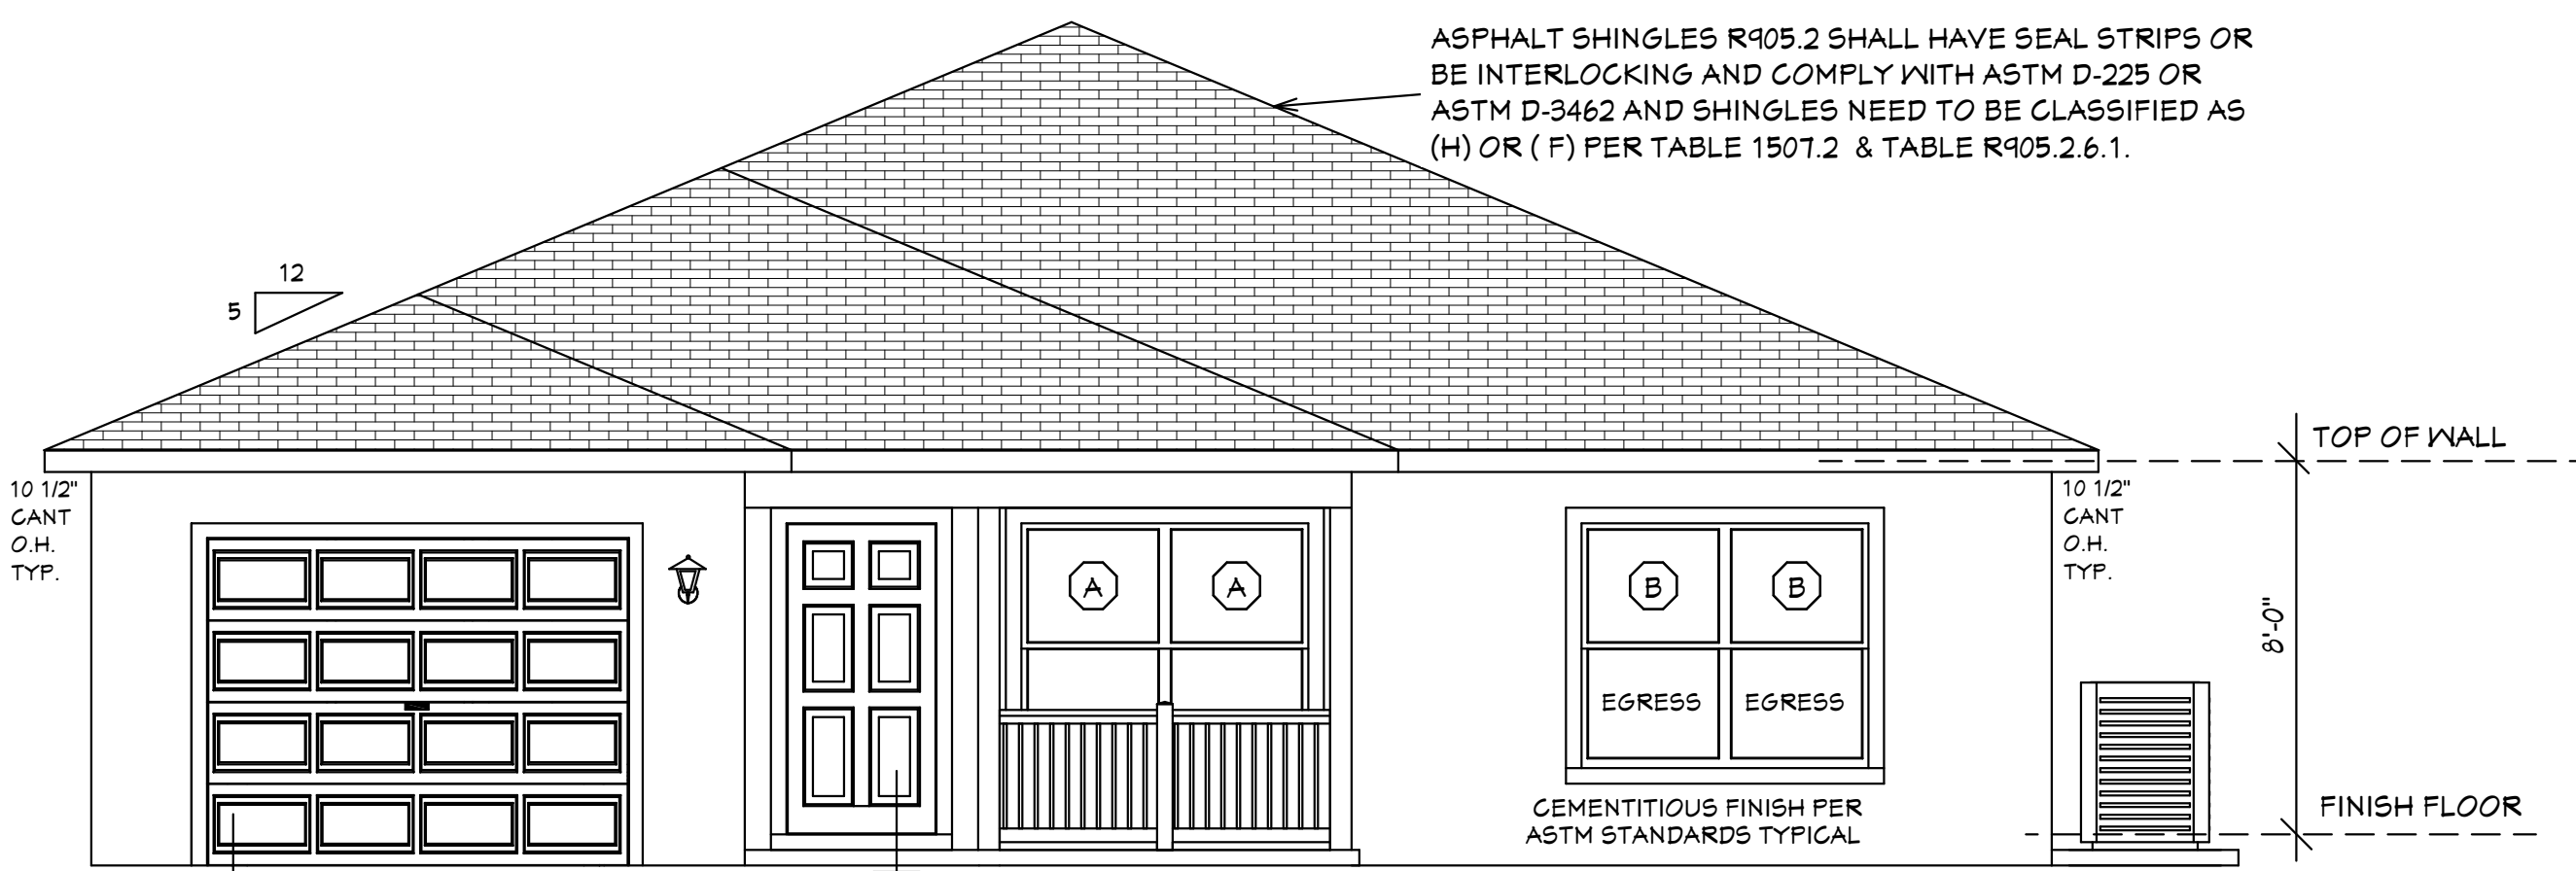 ASPHALT SHINGLES R905.2 SHALL HAVE SEAL STRIPS OR
BE INTERLOCKING AND COMPLY WITH ASTM D-225 OR
ASTM D-3462 AND SHINGLES NEED TO BE CLASSIFIED AS
(H) OR ( F) PER TABLE 1507.2 & TABLE R905.2.6.1.
12
5
TOP OF WALL
10 1/2"
CANT
O.H.
TYP.
10 1/2"
CANT
O.H.
TYP.
A
A
B
B
8'-0"
EGRESS
EGRESS
CEMENTITIOUS FINISH PER
ASTM STANDARDS TYPICAL
FINISH FLOOR